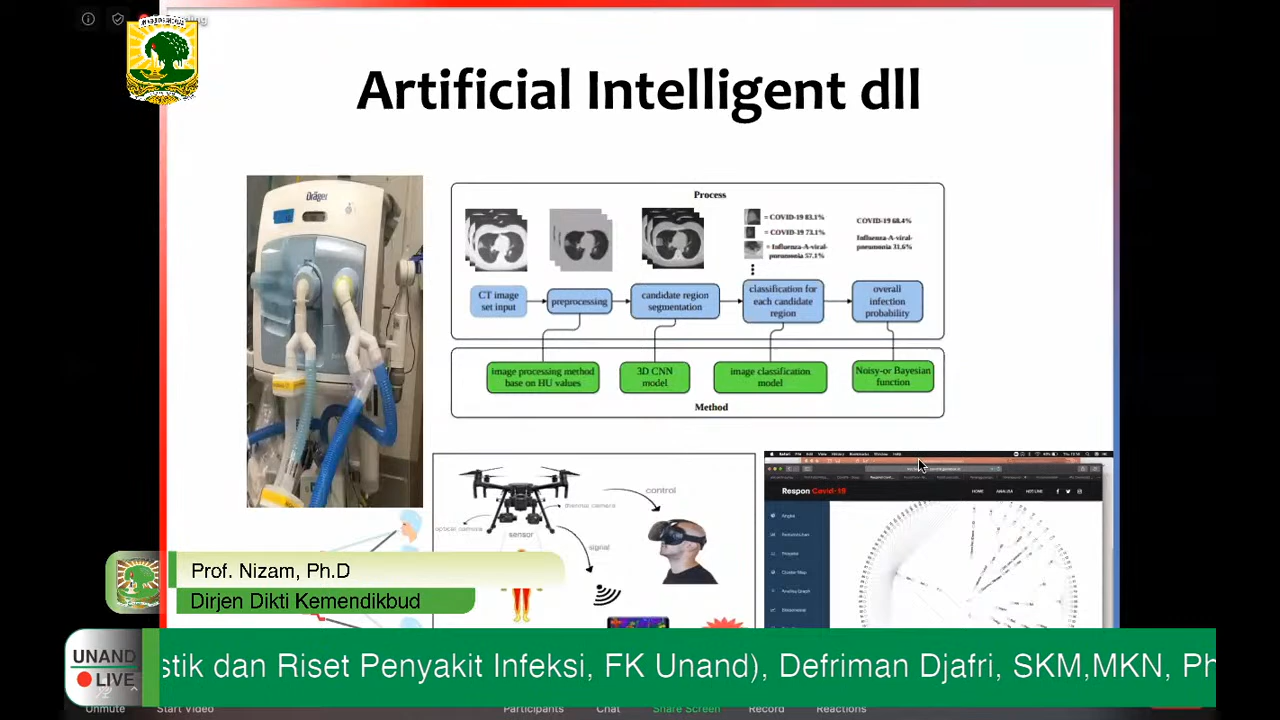 Artificial Intelligent dll
Dräger
Process
= COVID-19 83.1%
= COVID-19 73.1%
= Influenza-A-viral-
pneumonia 57.1%
COVID-19 68.4%
Influenza-A-viral-
pneumonia 31.6%
CT image
set input
preprocessing
candidate region
segmentation
classification for
each candidate
region
overall
infection
probability
image processing method
base on HU values
3D CNN
model
image classification
model
Noisy-or Bayesian
function
Method
control
thermal camera
optical camera
sensor
signal
Respon Covid-19
HOME
ANALISA
HOTLINE
Cluster Map
Prof. Nizam, Ph.D
Dirjen Dikti Kemendikbud
UNAND
LIVE
stik dan Riset Penyakit Infeksi, FK Unand), Defriman Djafri, SKM,MKN, Ph
Unmute
Start Video
Participants
Chat
Share Screen
Record
Reactions